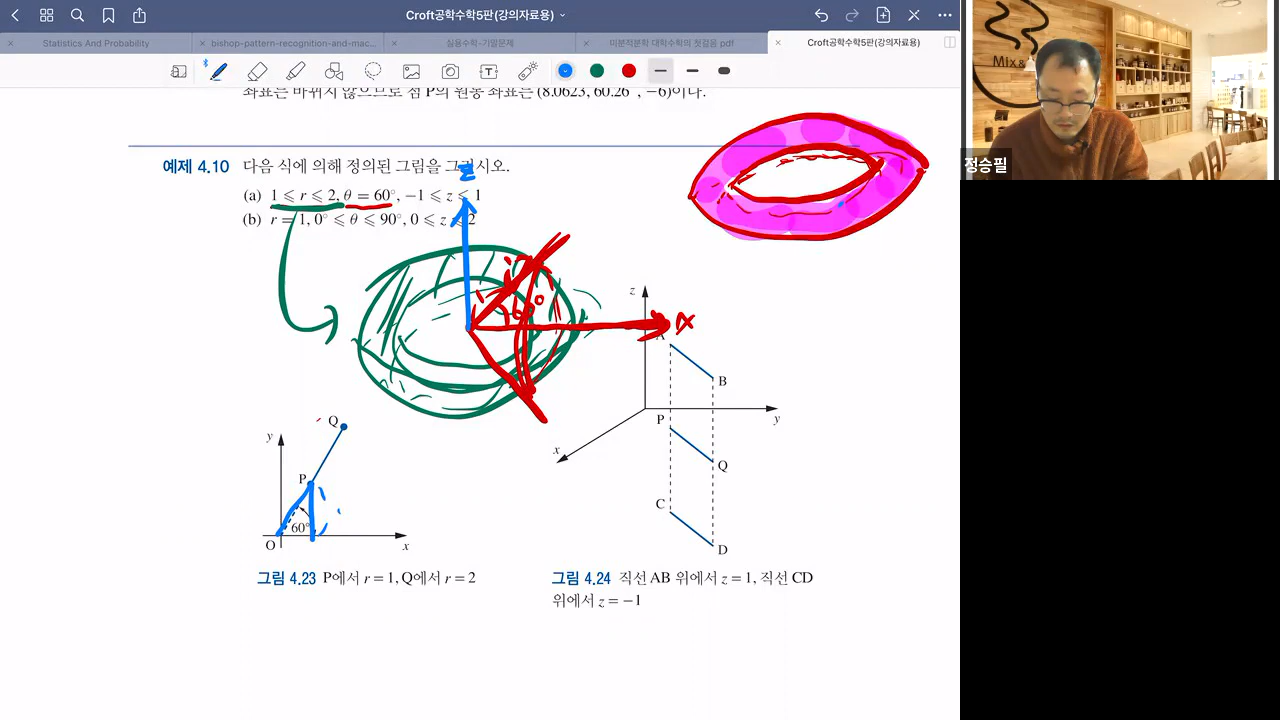 Croft공학수학5판(강의자료용)
Statistics And Probability
bishop-pattern-recognition-and-mac...
실용수학-기말문제
미분적분학 대학수학의 첫걸음.pdf
Croft공학수학5판(강의자료용)
좌표는 바뀌지 않으므로 점 P의 원통 좌표는 (8.0623, 60.26°, −6)이다.
예제 4.10 다음 식에 의해 정의된 그림을 그리시오.
(a) 1 ⩽ r ⩽ 2, θ = 60°, −1 ⩽ z ⩽ 1
(b) r = 1, 0° ⩽ θ ⩽ 90°, 0 ⩽ z ⩽ 2
z
60°
x
z
A
B
P
y
x
Q
C
D
y
Q
P
60°
O
x
그림 4.23 P에서 r = 1, Q에서 r = 2
그림 4.24 직선 AB 위에서 z = 1, 직선 CD
위에서 z = −1
Mix &
정승필